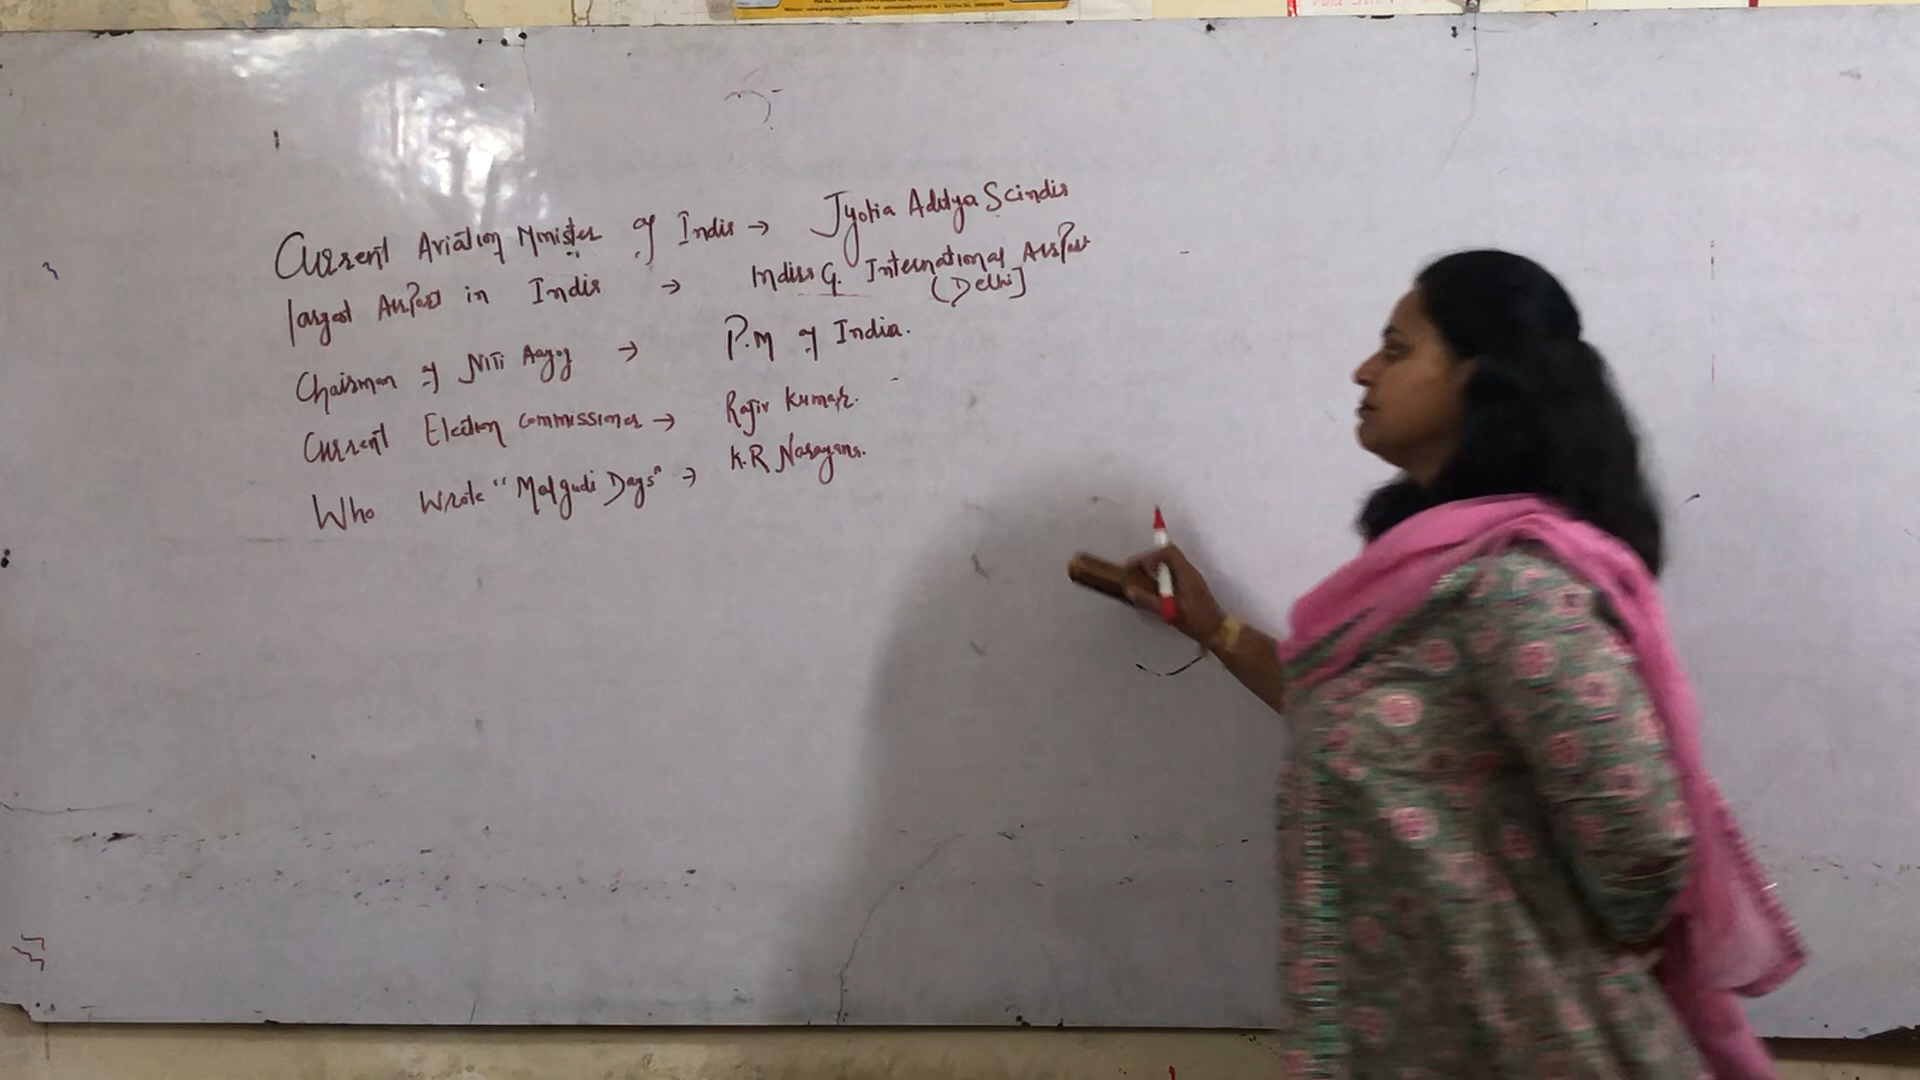 Current Aviation Minister of India → Jyotia Aditya Scindia
largest AirPort in India → Indira G. International AirPort
(Delhi)
Chairman of NITI Aayog → P.M of India.
Current Election Commissioner → Rajiv Kumar.
Who Wrote "Malgudi Days" → K.R Narayana.